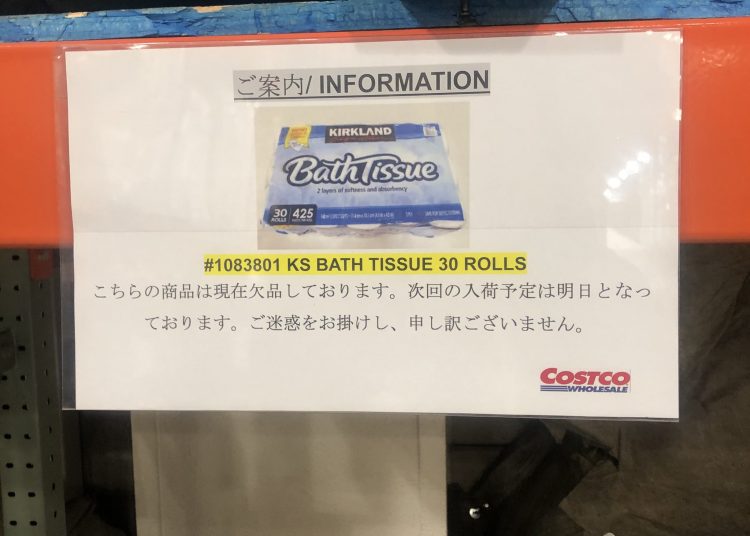 ご案内/ INFORMATION
KIRKLAND
Bath Tissue
2 layers of softness and absorbency
30 425
ROLLS
#1083801 KS BATH TISSUE 30 ROLLS
こちらの商品は現在欠品しております。次回の入荷予定は明日となっ
ております。ご迷惑をお掛けし、申し訳ございません。
COSTCO
WHOLESALE